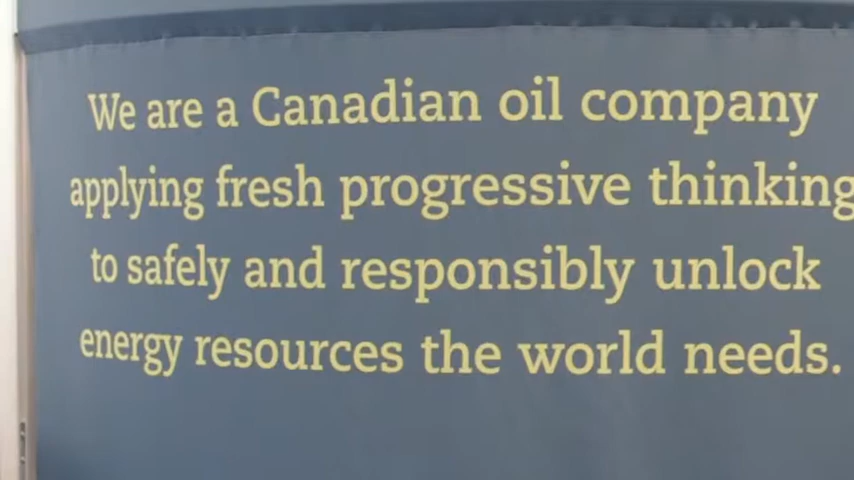 We are a Canadian oil company
applying fresh progressive thinking
to safely and responsibly unlock
energy resources the world needs.